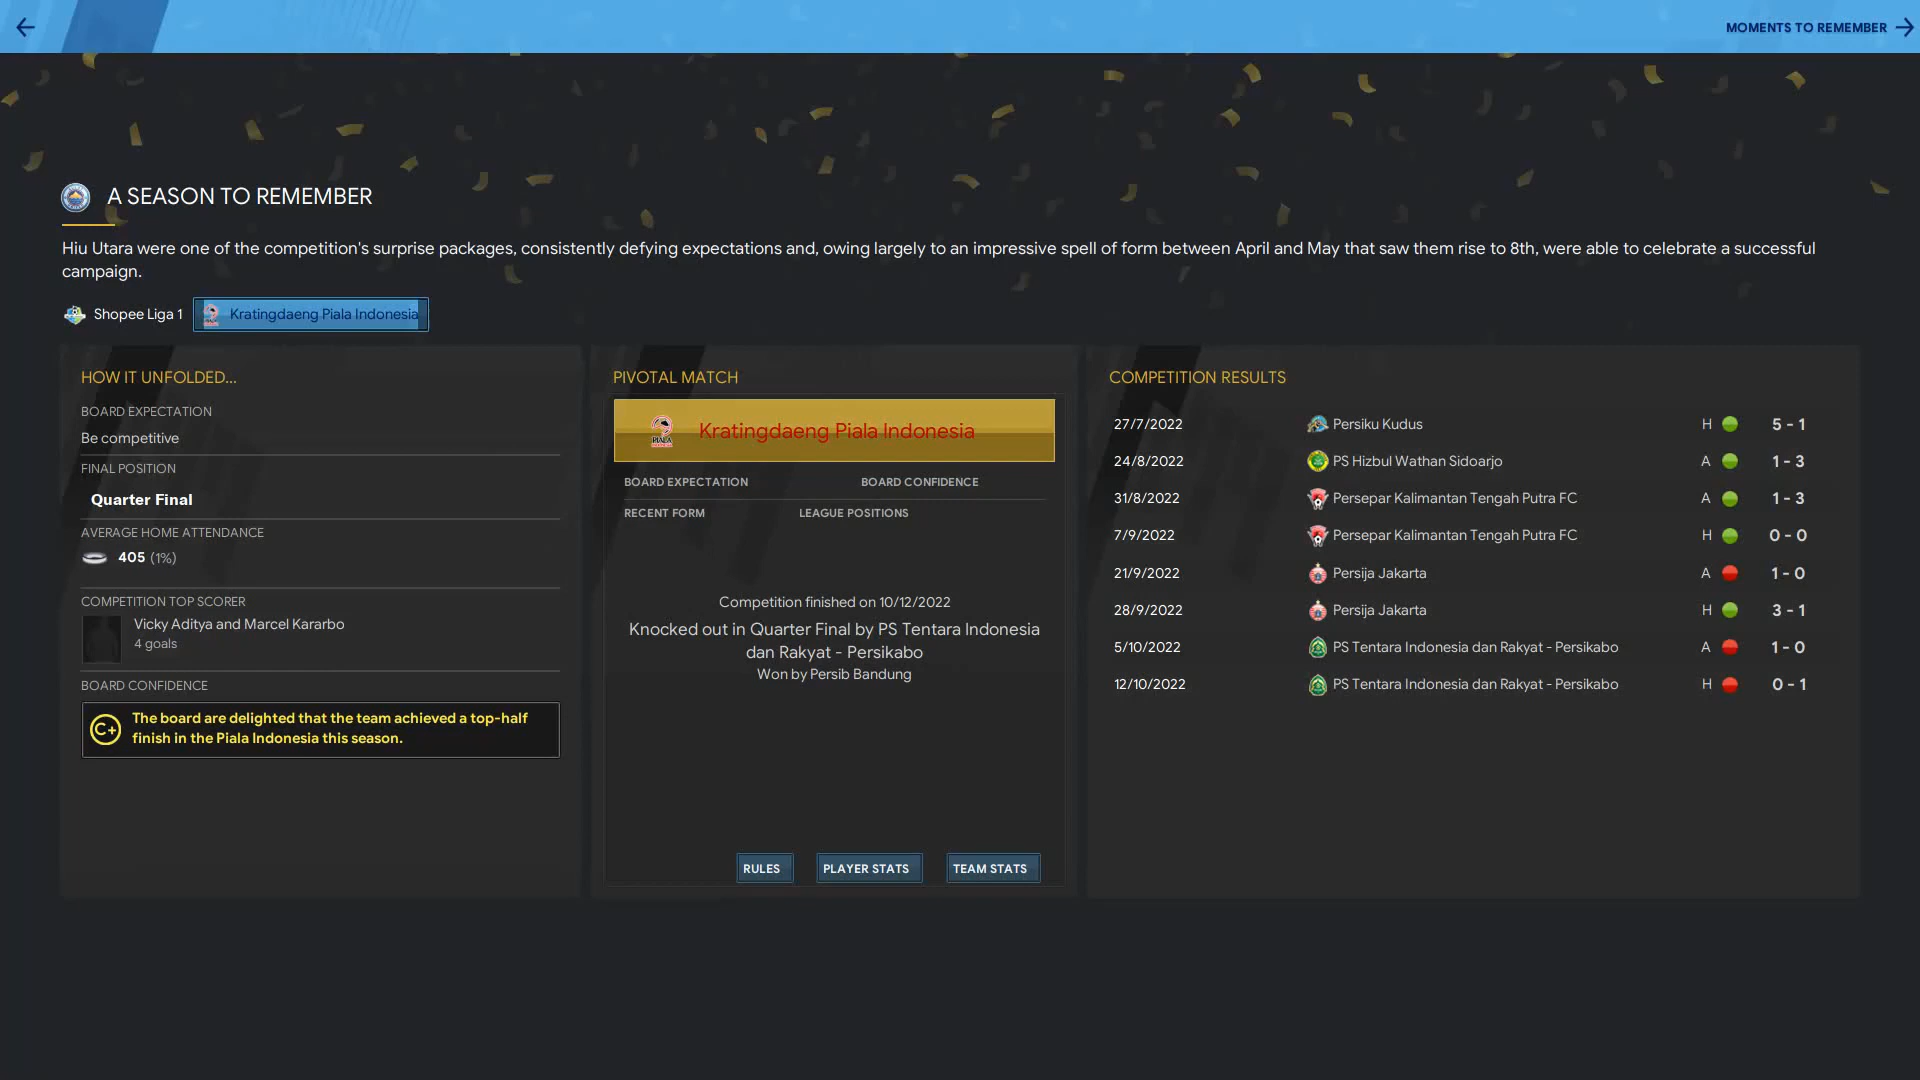 MOMENTS TO REMEMBER
A SEASON TO REMEMBER
Hiu Utara were one of the competition's surprise packages, consistently defying expectations and, owing largely to an impressive spell of form between April and May that saw them rise to 8th, were able to celebrate a successful
campaign.
Shopee Liga 1 Kratingdaeng Piala Indonesia
HOW IT UNFOLDED...
BOARD EXPECTATION
Be competitive
FINAL POSITION
Quarter Final
AVERAGE HOME ATTENDANCE
405 (1%)
COMPETITION TOP SCORER
Vicky Aditya and Marcel Kararbo
4 goals
BOARD CONFIDENCE
C+
The board are delighted that the team achieved a top-half
finish in the Piala Indonesia this season.
PIVOTAL MATCH
PIALA
Kratingdaeng Piala Indonesia
BOARD EXPECTATION BOARD CONFIDENCE
RECENT FORM LEAGUE POSITIONS
Competition finished on 10/12/2022
Knocked out in Quarter Final by PS Tentara Indonesia
dan Rakyat - Persikabo
Won by Persib Bandung
RULES PLAYER STATS TEAM STATS
COMPETITION RESULTS
27/7/2022 Persiku Kudus H 5 - 1
24/8/2022 PS Hizbul Wathan Sidoarjo A 1 - 3
31/8/2022 Persepar Kalimantan Tengah Putra FC A 1 - 3
7/9/2022 Persepar Kalimantan Tengah Putra FC H 0 - 0
21/9/2022 Persija Jakarta A 1 - 0
28/9/2022 Persija Jakarta H 3 - 1
5/10/2022 PS Tentara Indonesia dan Rakyat - Persikabo A 1 - 0
12/10/2022 PS Tentara Indonesia dan Rakyat - Persikabo H 0 - 1